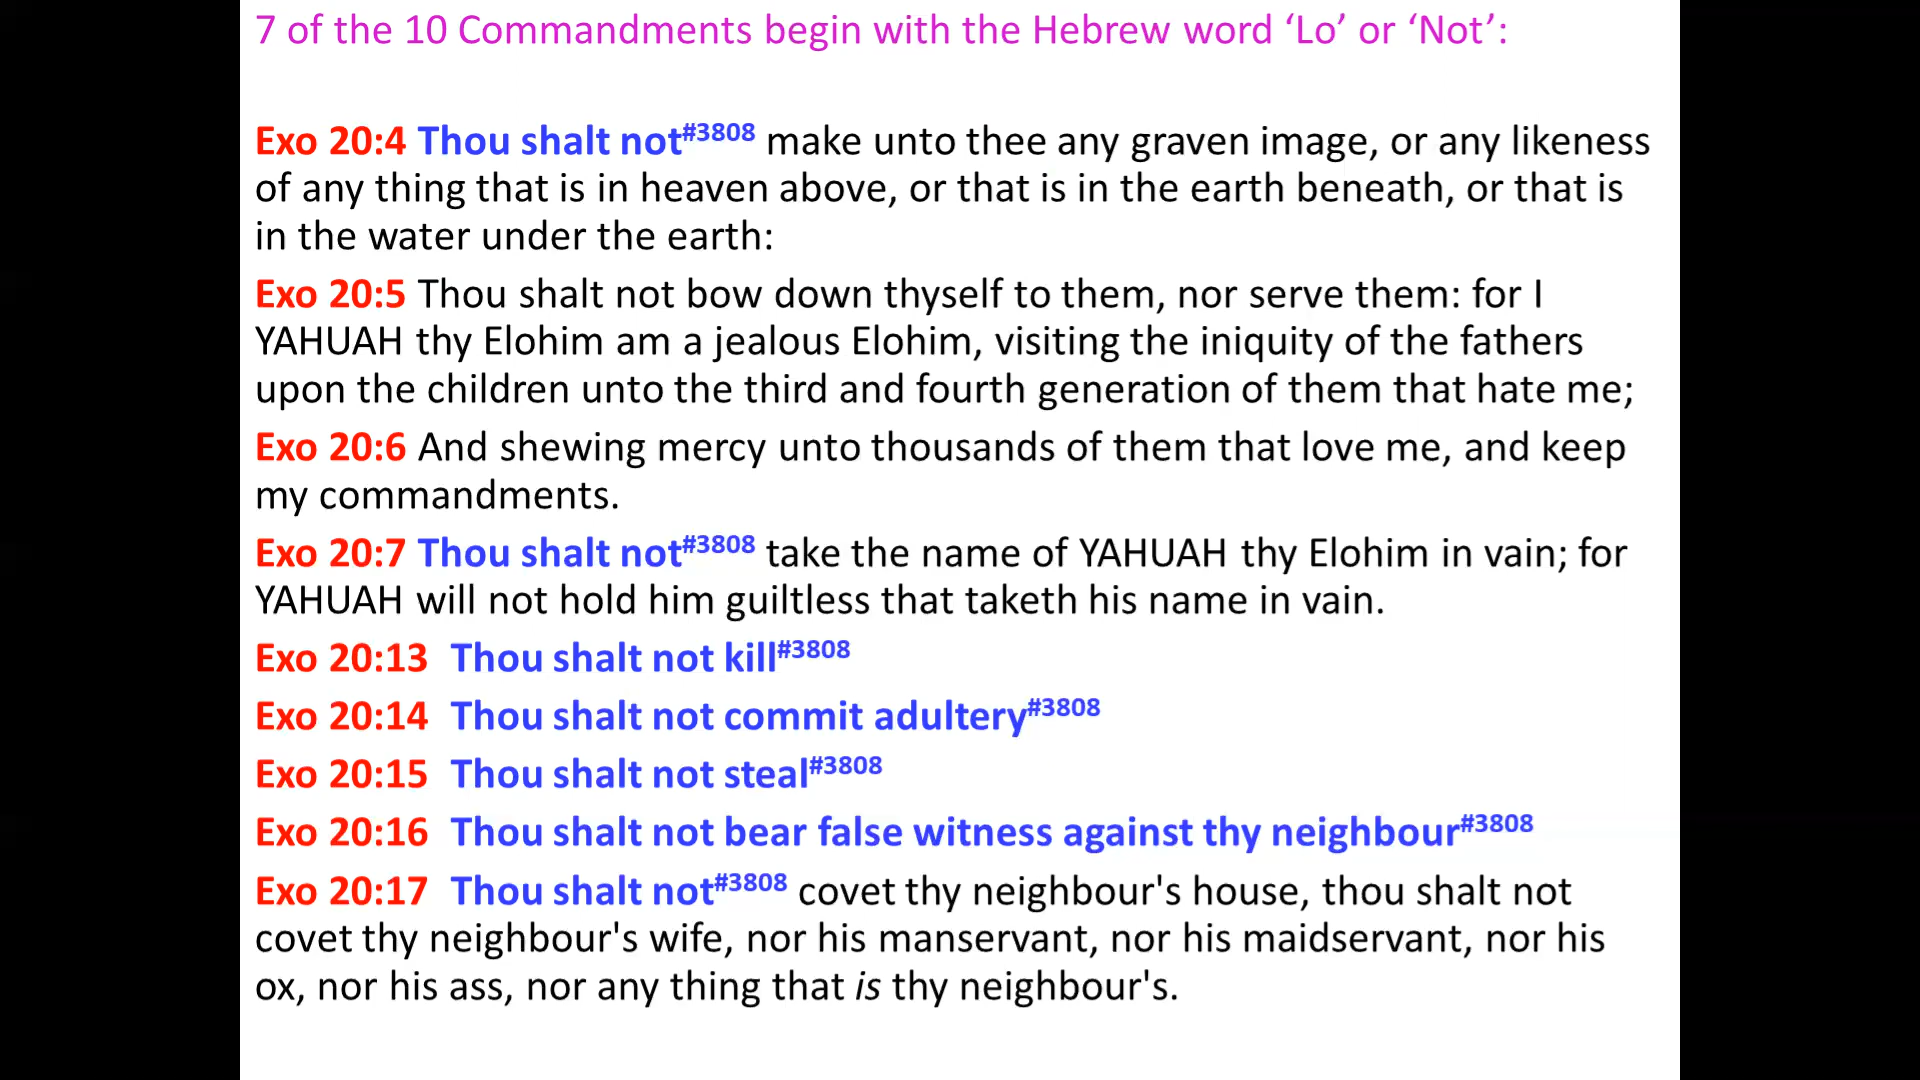 7 of the 10 Commandments begin with the Hebrew word ‘Lo’ or ‘Not’:
Exo 20:4 Thou shalt not#3808 make unto thee any graven image, or any likeness
of any thing that is in heaven above, or that is in the earth beneath, or that is
in the water under the earth:
Exo 20:5 Thou shalt not bow down thyself to them, nor serve them: for I
YAHUAH thy Elohim am a jealous Elohim, visiting the iniquity of the fathers
upon the children unto the third and fourth generation of them that hate me;
Exo 20:6 And shewing mercy unto thousands of them that love me, and keep
my commandments.
Exo 20:7 Thou shalt not#3808 take the name of YAHUAH thy Elohim in vain; for
YAHUAH will not hold him guiltless that taketh his name in vain.
Exo 20:13 Thou shalt not kill#3808
Exo 20:14 Thou shalt not commit adultery#3808
Exo 20:15 Thou shalt not steal#3808
Exo 20:16 Thou shalt not bear false witness against thy neighbour#3808
Exo 20:17 Thou shalt not#3808 covet thy neighbour's house, thou shalt not
covet thy neighbour's wife, nor his manservant, nor his maidservant, nor his
ox, nor his ass, nor any thing that is thy neighbour's.